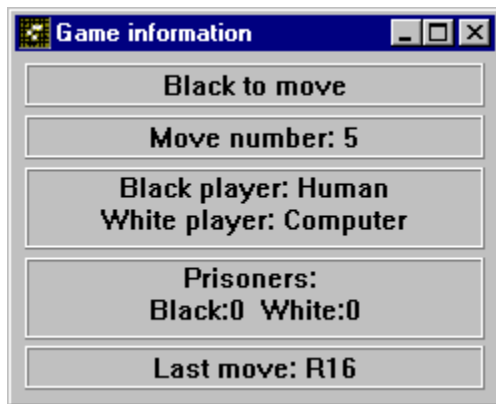 Game information
Black to move
Move number: 5
Black player: Human
White player: Computer
Prisoners:
Black:0  White:0
Last move: R16